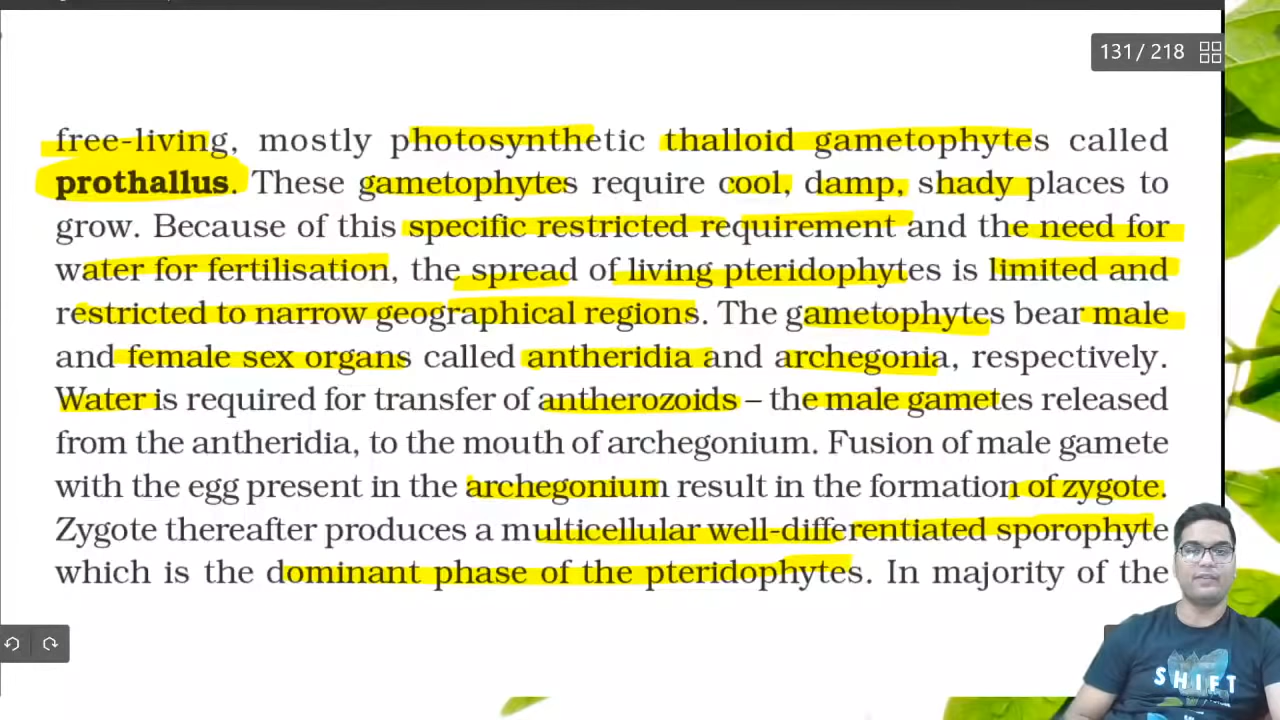 131 / 218
free-living, mostly photosynthetic thalloid gametophytes called
prothallus. These gametophytes require cool, damp, shady places to
grow. Because of this specific restricted requirement and the need for
water for fertilisation, the spread of living pteridophytes is limited and
restricted to narrow geographical regions. The gametophytes bear male
and female sex organs called antheridia and archegonia, respectively.
Water is required for transfer of antherozoids – the male gametes released
from the antheridia, to the mouth of archegonium. Fusion of male gamete
with the egg present in the archegonium result in the formation of zygote.
Zygote thereafter produces a multicellular well-differentiated sporophyte
which is the dominant phase of the pteridophytes. In majority of the
SHIFT